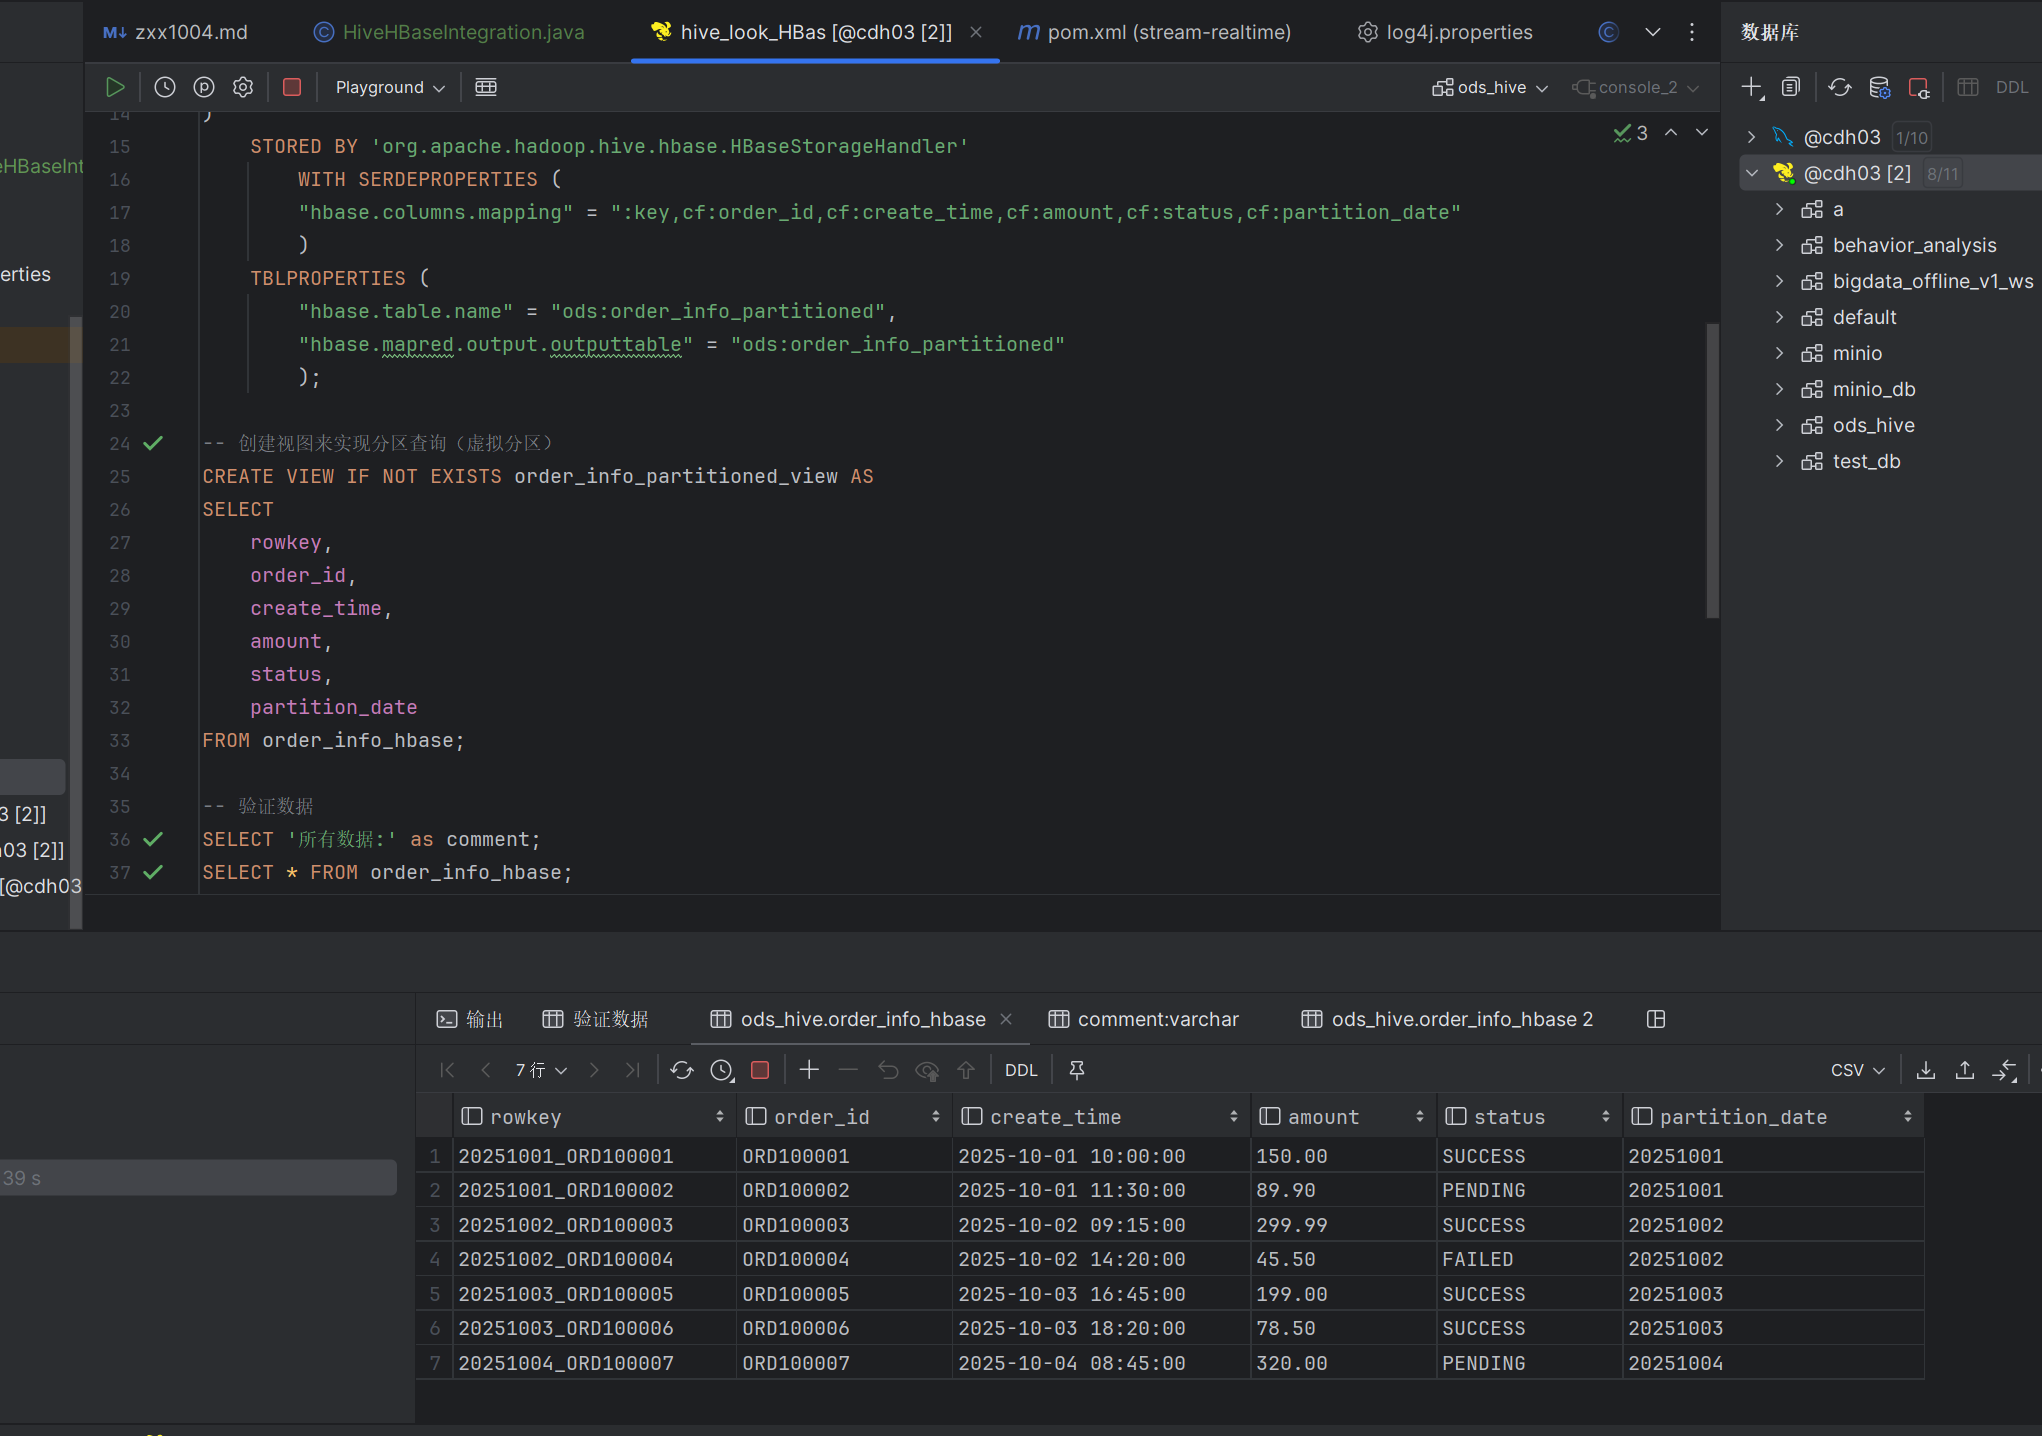 M↓ zxx1004.md
HiveHBaseIntegration.java
hive_look_HBas [@cdh03 [2]]
pom.xml (stream-realtime)
log4j.properties
数据库
Playground
ods_hive
console_2
DDL
3
14 )
15 STORED BY 'org.apache.hadoop.hive.hbase.HBaseStorageHandler'
16 WITH SERDEPROPERTIES (
17 "hbase.columns.mapping" = ":key,cf:order_id,cf:create_time,cf:amount,cf:status,cf:partition_date"
18 )
19 TBLPROPERTIES (
20 "hbase.table.name" = "ods:order_info_partitioned",
21 "hbase.mapred.output.outputtable" = "ods:order_info_partitioned"
22 );
23
24 -- 创建视图来实现分区查询（虚拟分区）
25 CREATE VIEW IF NOT EXISTS order_info_partitioned_view AS
26 SELECT
27 rowkey,
28 order_id,
29 create_time,
30 amount,
31 status,
32 partition_date
33 FROM order_info_hbase;
34
35 -- 验证数据
36 SELECT '所有数据:' as comment;
37 SELECT * FROM order_info_hbase;
eHBaseInt
erties
3 [2]]
h03 [2]]
[@cdh03
@cdh03 1/10
@cdh03 [2] 8/11
a
behavior_analysis
bigdata_offline_v1_ws
default
minio
minio_db
ods_hive
test_db
39 s
输出
验证数据
ods_hive.order_info_hbase
comment:varchar
ods_hive.order_info_hbase 2
7 行
DDL
CSV
rowkey order_id create_time amount status partition_date
1 20251001_ORD100001 ORD100001 2025-10-01 10:00:00 150.00 SUCCESS 20251001
2 20251001_ORD100002 ORD100002 2025-10-01 11:30:00 89.90 PENDING 20251001
3 20251002_ORD100003 ORD100003 2025-10-02 09:15:00 299.99 SUCCESS 20251002
4 20251002_ORD100004 ORD100004 2025-10-02 14:20:00 45.50 FAILED 20251002
5 20251003_ORD100005 ORD100005 2025-10-03 16:45:00 199.00 SUCCESS 20251003
6 20251003_ORD100006 ORD100006 2025-10-03 18:20:00 78.50 SUCCESS 20251003
7 20251004_ORD100007 ORD100007 2025-10-04 08:45:00 320.00 PENDING 20251004